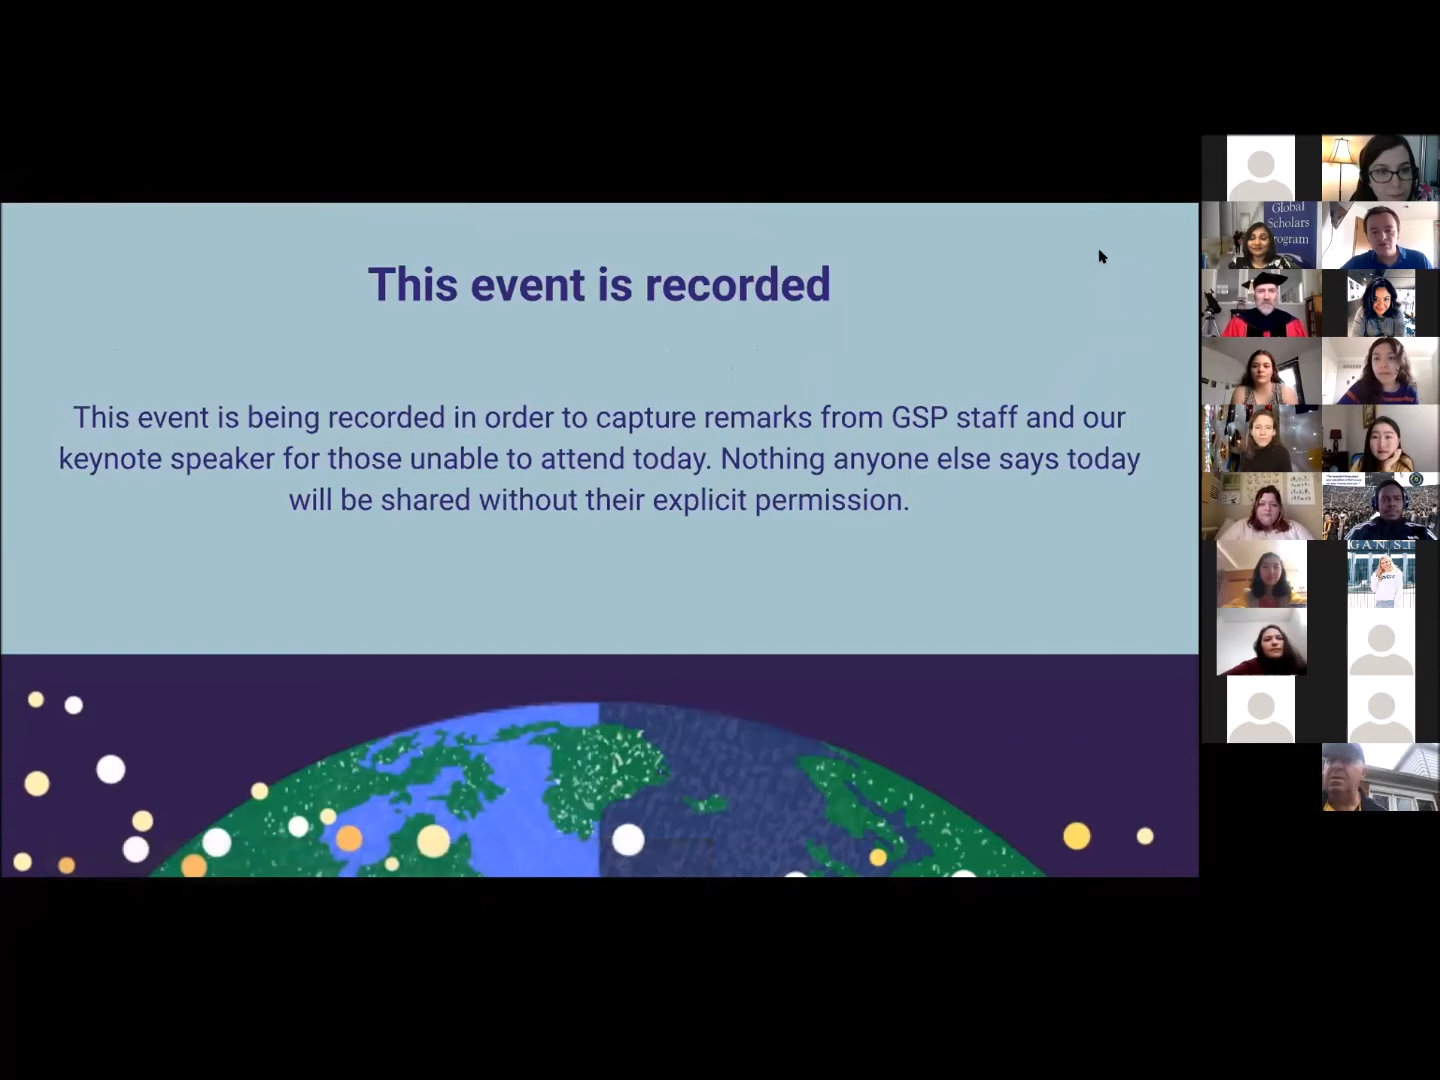 This event is recorded
This event is being recorded in order to capture remarks from GSP staff and our
keynote speaker for those unable to attend today. Nothing anyone else says today
will be shared without their explicit permission.
Global
Scholars
rogram
GAN ST